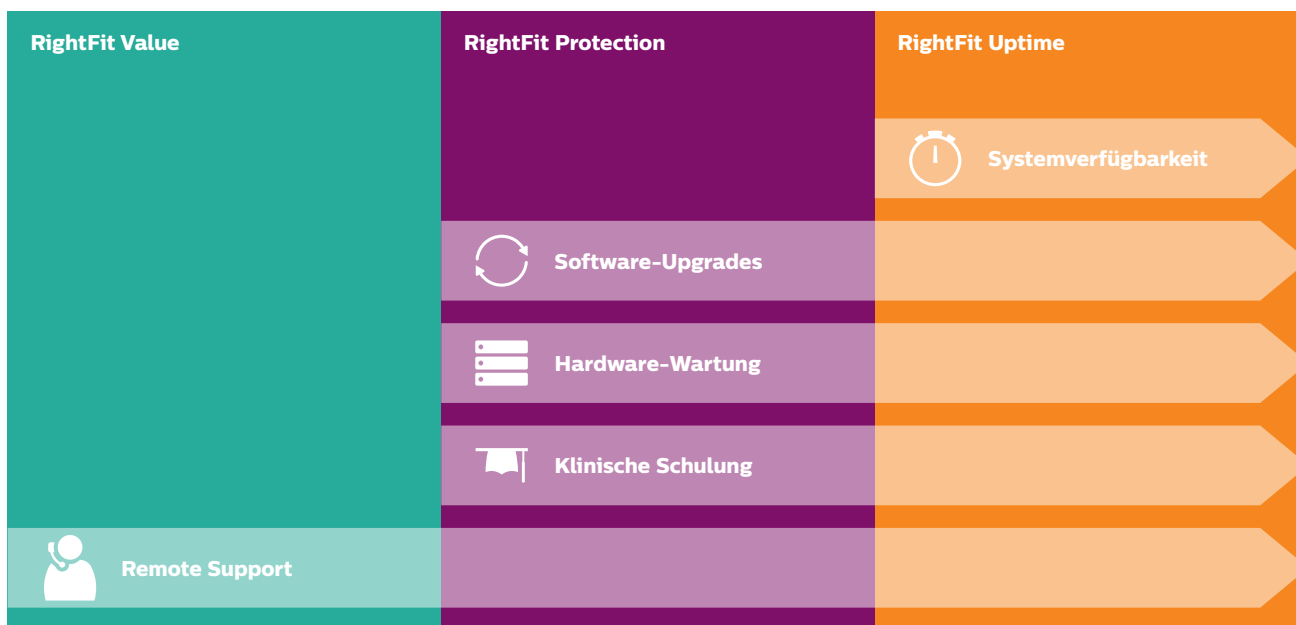 RightFit Value
RightFit Protection
RightFit Uptime
Systemverfügbarkeit
Software-Upgrades
Hardware-Wartung
Klinische Schulung
Remote Support